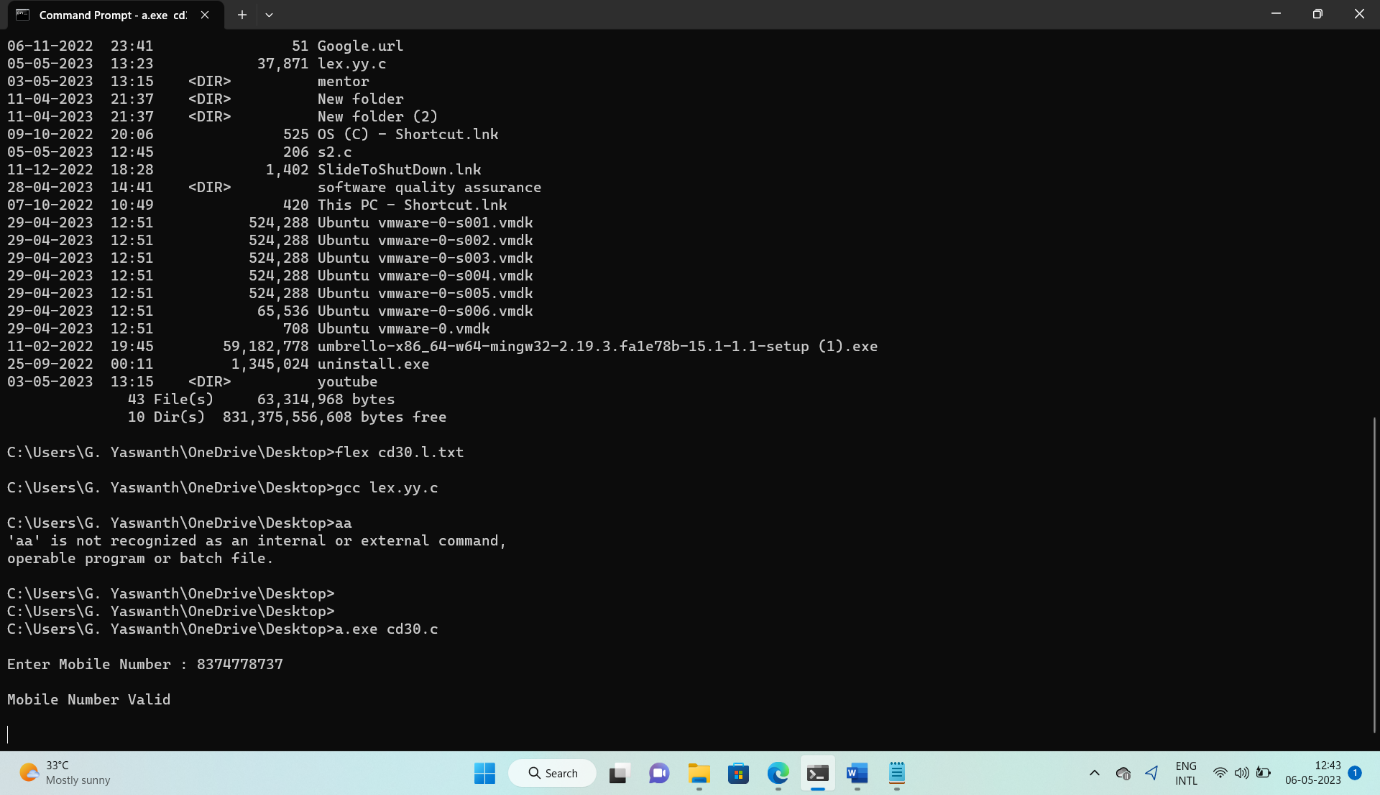 Command Prompt - a.exe cd:
06-11-2022  23:41                51 Google.url
05-05-2023  13:23            37,871 lex.yy.c
03-05-2023  13:15    <DIR>          mentor
11-04-2023  21:37    <DIR>          New folder
11-04-2023  21:37    <DIR>          New folder (2)
09-10-2022  20:06               525 OS (C) - Shortcut.lnk
05-05-2023  12:45               206 s2.c
11-12-2022  18:28             1,402 SlideToShutDown.lnk
28-04-2023  14:41    <DIR>          software quality assurance
07-10-2022  10:49               420 This PC - Shortcut.lnk
29-04-2023  12:51           524,288 Ubuntu vmware-0-s001.vmdk
29-04-2023  12:51           524,288 Ubuntu vmware-0-s002.vmdk
29-04-2023  12:51           524,288 Ubuntu vmware-0-s003.vmdk
29-04-2023  12:51           524,288 Ubuntu vmware-0-s004.vmdk
29-04-2023  12:51           524,288 Ubuntu vmware-0-s005.vmdk
29-04-2023  12:51            65,536 Ubuntu vmware-0-s006.vmdk
29-04-2023  12:51               708 Ubuntu vmware-0.vmdk
11-02-2022  19:45        59,182,778 umbrello-x86_64-w64-mingw32-2.19.3.fa1e78b-15.1-1.1-setup (1).exe
25-09-2022  00:11         1,345,024 uninstall.exe
03-05-2023  13:15    <DIR>          youtube
43 File(s)     63,314,968 bytes
10 Dir(s)  831,375,556,608 bytes free
C:\Users\G. Yaswanth\OneDrive\Desktop>flex cd30.l.txt
C:\Users\G. Yaswanth\OneDrive\Desktop>gcc lex.yy.c
C:\Users\G. Yaswanth\OneDrive\Desktop>aa
'aa' is not recognized as an internal or external command,
operable program or batch file.
C:\Users\G. Yaswanth\OneDrive\Desktop>
C:\Users\G. Yaswanth\OneDrive\Desktop>
C:\Users\G. Yaswanth\OneDrive\Desktop>a.exe cd30.c
Enter Mobile Number : 8374778737
Mobile Number Valid
33°C
Mostly sunny
Search
ENG
INTL
12:43
06-05-2023
1